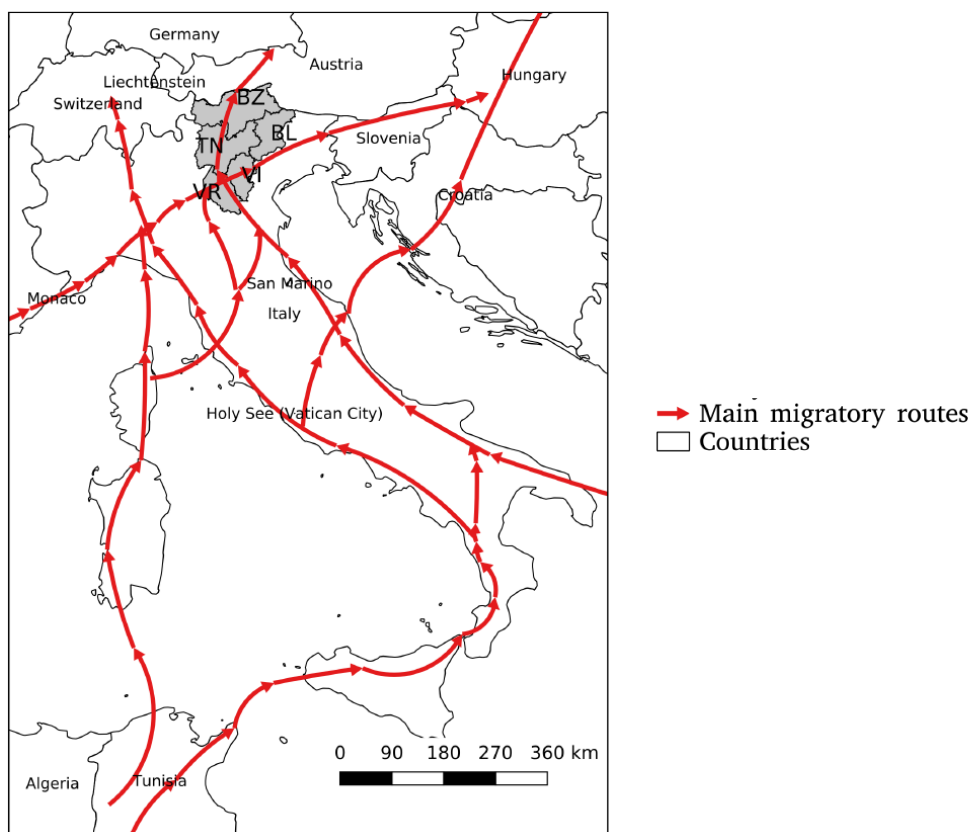 Germany
Austria
Liechtenstein
Hungary
Switzerland
BZ
BL
Slovenia
TN
VI
VR
Croatia
San Marino
Monaco
Italy
Holy See (Vatican City)
Main migratory routes
Countries
0 90 180 270 360 km
Algeria
Tunisia